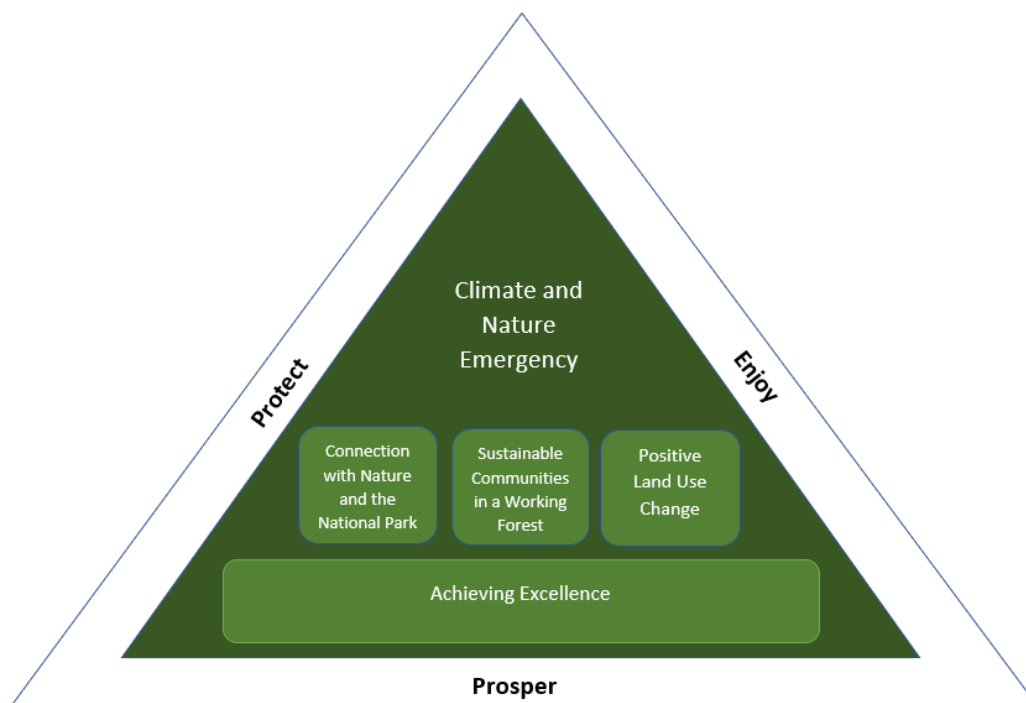 Climate and
Nature
Emergency
Protect
Enjoy
Connection
with Nature
and the
National Park
Sustainable
Communities
in a Working
Forest
Positive
Land Use
Change
Achieving Excellence
Prosper